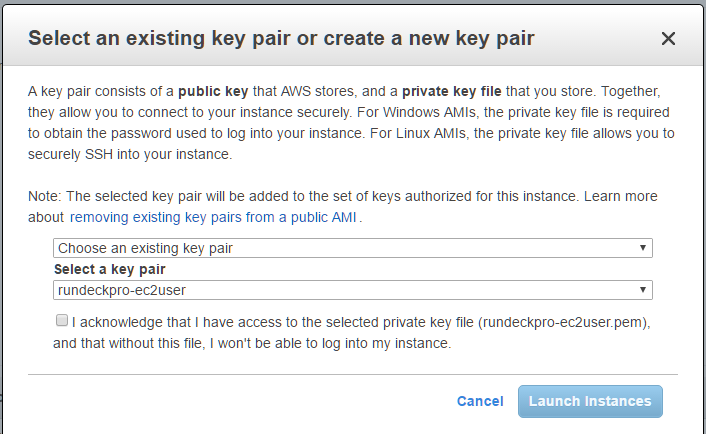 Select an existing key pair or create a new key pair
A key pair consists of a public key that AWS stores, and a private key file that you store. Together,
they allow you to connect to your instance securely. For Windows AMIs, the private key file is required
to obtain the password used to log into your instance. For Linux AMIs, the private key file allows you to
securely SSH into your instance.
Note: The selected key pair will be added to the set of keys authorized for this instance. Learn more
about removing existing key pairs from a public AMI .
Choose an existing key pair
Select a key pair
rundeckpro-ec2user
I acknowledge that I have access to the selected private key file (rundeckpro-ec2user.pem),
and that without this file, I won't be able to log into my instance.
Cancel Launch Instances